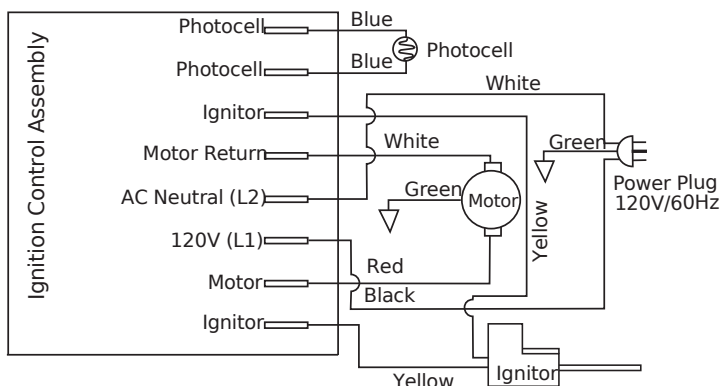 Ignition Control Assembly
Photocell
Blue
Blue
Photocell
Photocell
White
Ignitor
Motor Return
White
Green
Power Plug
120V/60Hz
AC Neutral (L2)
Green
Motor
Yellow
120V (L1)
Red
Motor
Black
Ignitor
Yellow
Ignitor